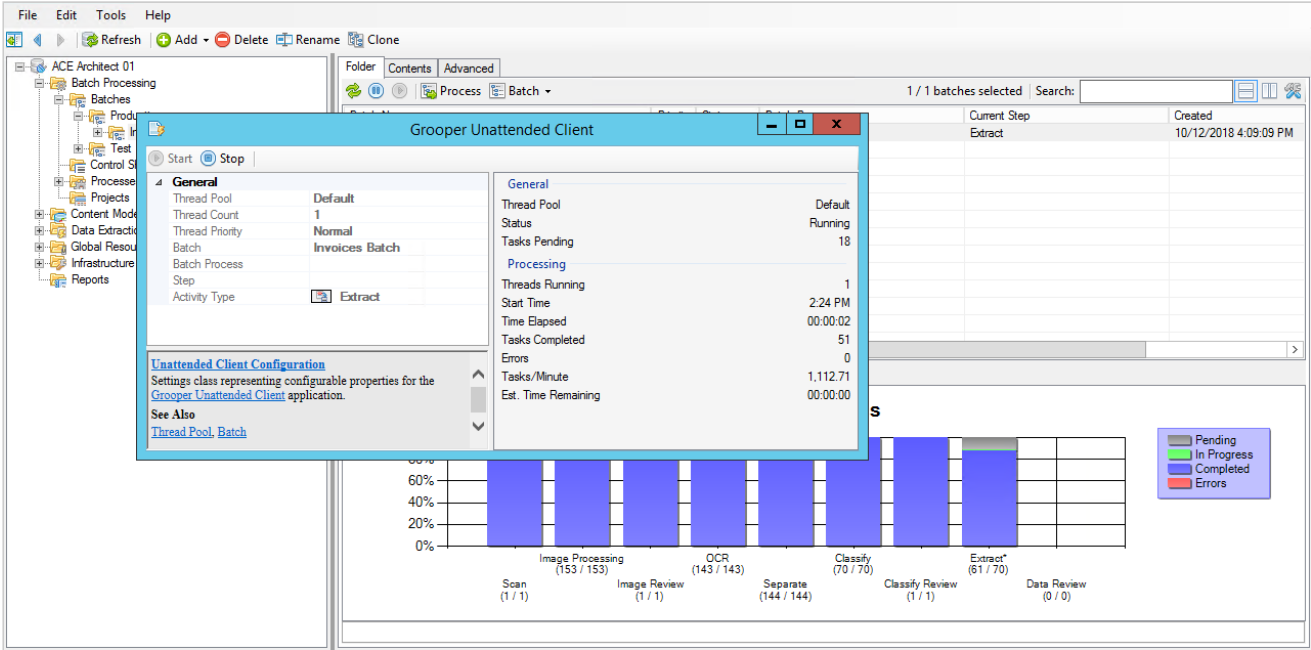 File Edit Tools Help
Refresh Add Delete Rename Clone
ACE Architect 01
Batch Processing
Batches
Test
Projects
Reports
Folder Contents Advanced
Process Batch 1 / 1 batches selected Search:
Current Step Created
Extract 10/12/2018 4:09:09 PM
Grooper Unattended Client
Start Stop
General
Thread Pool Default
Thread Count 1
Thread Priority Normal
Batch Invoices Batch
Batch Process
Step
Activity Type Extract
Unattended Client Configuration
Settings class representing configurable properties for the
Grooper Unattended Client application.
See Also
Thread Pool, Batch
General
Thread Pool Default
Status Running
Tasks Pending 18
Processing
Threads Running 1
Start Time 2:24 PM
Time Elapsed 00:00:02
Tasks Completed 51
Errors 0
Tasks/Minute 1,112.71
Est. Time Remaining 00:00:00
s
60%
40%
20%
0%
Image Processing OCR Classify Extract*
(153 / 153) (143 / 143) (70 / 70) (61 / 70)
Scan Image Review Separate Classify Review Data Review
(1 / 1) (1 / 1) (144 / 144) (1 / 1) (0 / 0)
Pending
In Progress
Completed
Errors